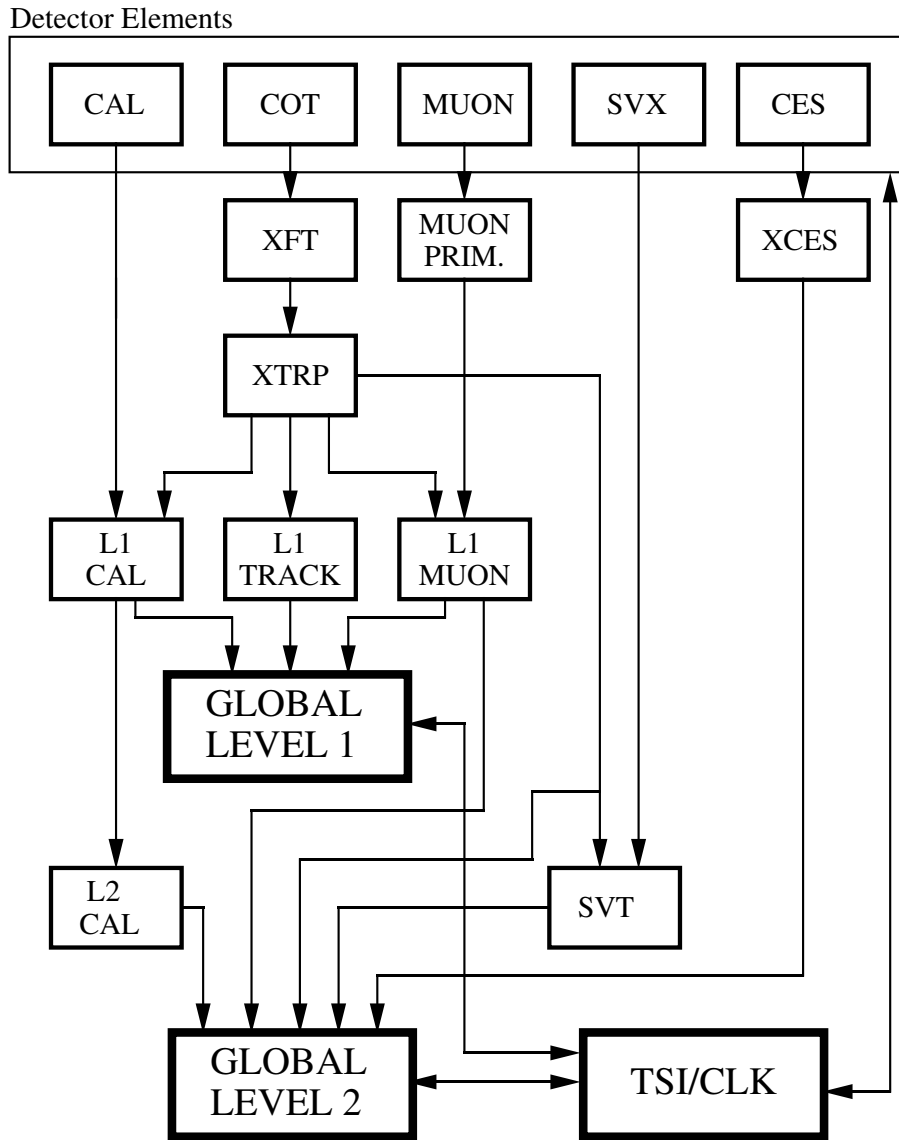 Detector Elements
CAL
COT
MUON
SVX
CES
XFT
MUON
PRIM.
XCES
XTRP
L1
CAL
L1
TRACK
L1
MUON
GLOBAL
LEVEL 1
L2
CAL
SVT
GLOBAL
LEVEL 2
TSI/CLK